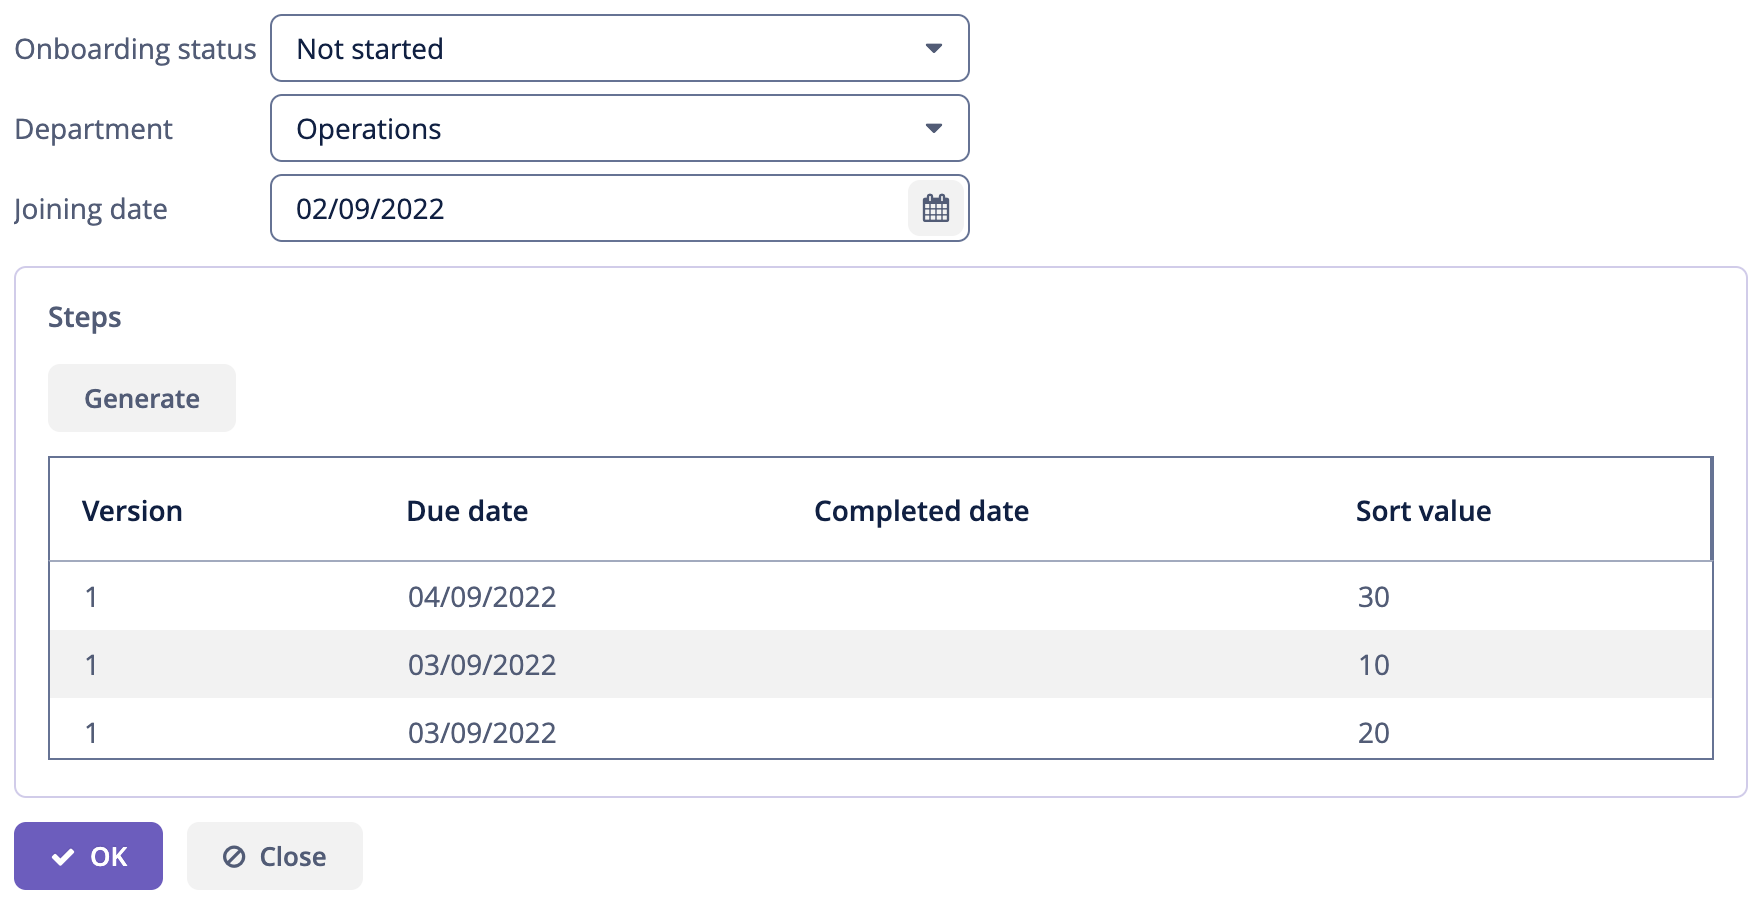 Onboarding status Not started
Department Operations
Joining date 02/09/2022
Steps
Generate
Version Due date Completed date Sort value
1 04/09/2022 30
1 03/09/2022 10
1 03/09/2022 20
OK Close